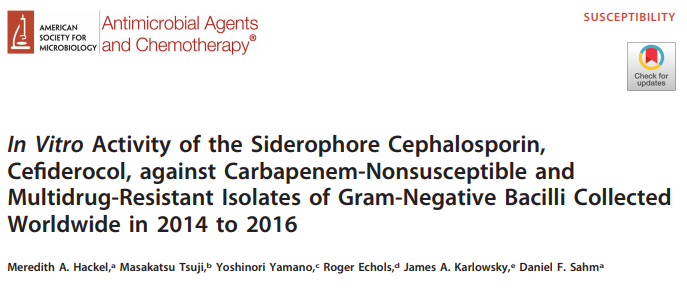 AMERICAN
SOCIETY FOR
MICROBIOLOGY
Antimicrobial Agents
and Chemotherapy®
SUSCEPTIBILITY
Check for
updates
In Vitro Activity of the Siderophore Cephalosporin,
Cefiderocol, against Carbapenem-Nonsusceptible and
Multidrug-Resistant Isolates of Gram-Negative Bacilli Collected
Worldwide in 2014 to 2016
Meredith A. Hackel,a Masakatsu Tsuji,b Yoshinori Yamano,c Roger Echols,d James A. Karlowsky,e Daniel F. Sahma